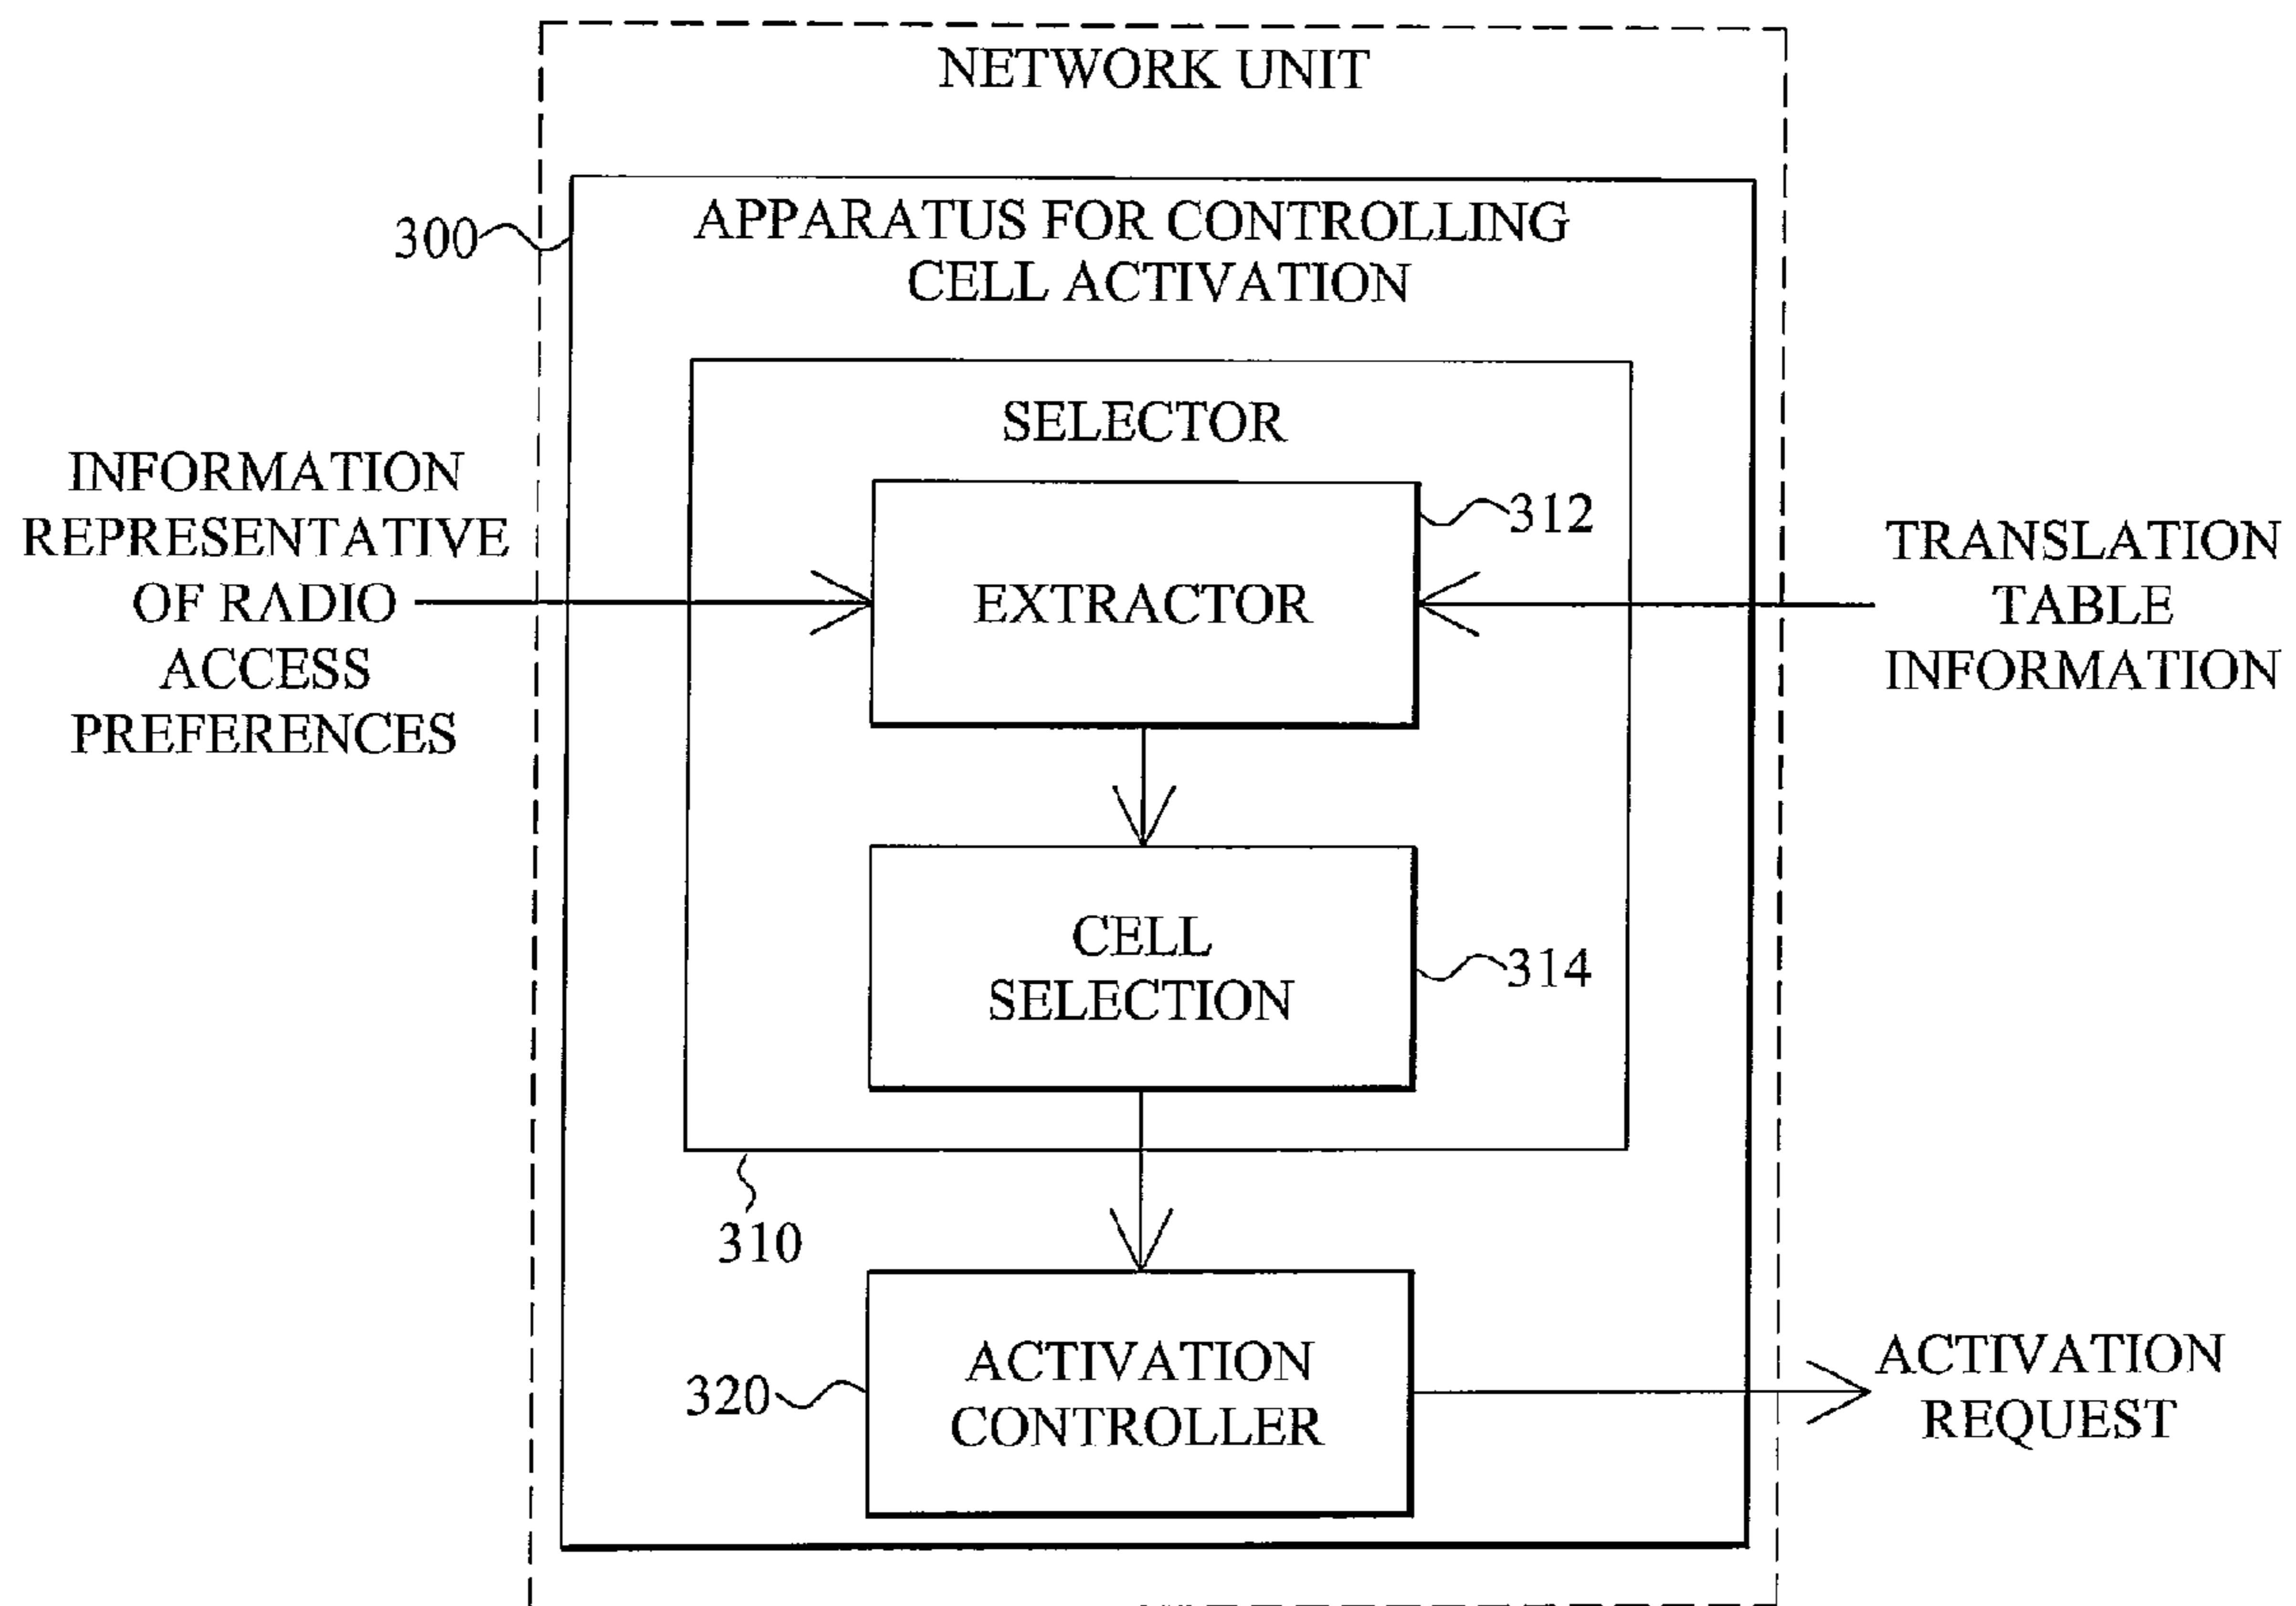 NETWORK UNIT
300
APPARATUS FOR CONTROLLING
CELL ACTIVATION
SELECTOR
INFORMATION
REPRESENTATIVE
OF RADIO
ACCESS
PREFERENCES
312
EXTRACTOR
TRANSLATION
TABLE
INFORMATION
CELL
SELECTION
314
310
320
ACTIVATION
CONTROLLER
ACTIVATION
REQUEST